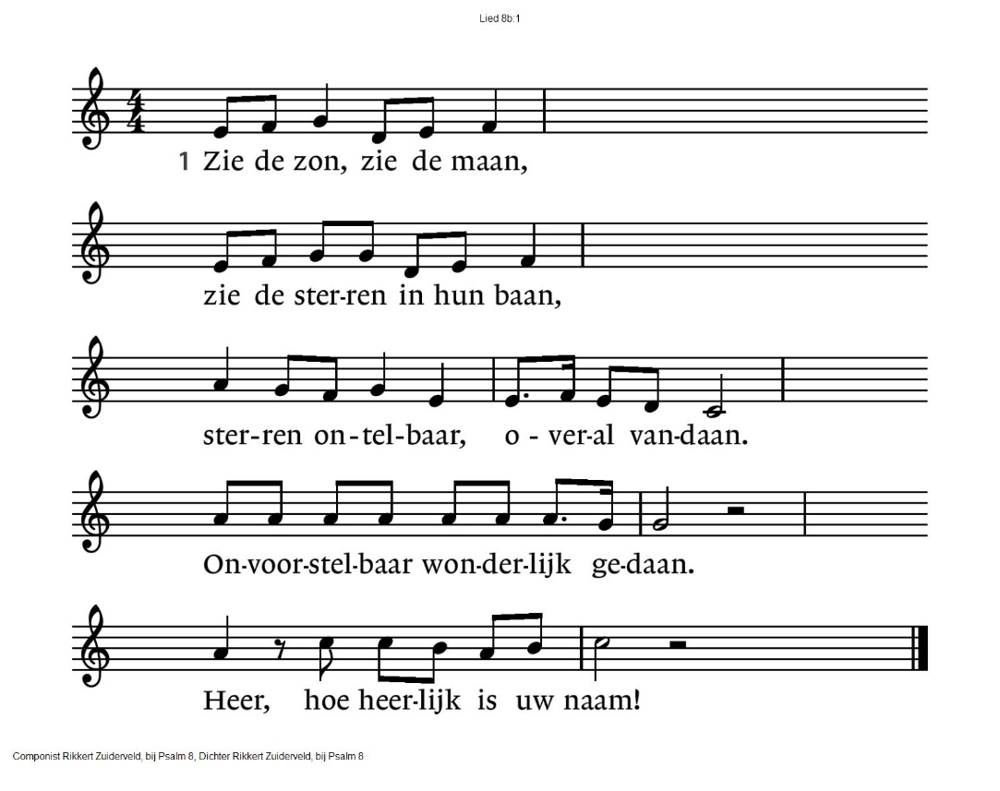 Lied 8b:1
4
4
1 Zie de zon, zie de maan,
zie de ster-ren in hun baan,
ster-ren on-tel-baar, o - ver-al van-daan.
On-voor-stel-baar won-der-lijk ge-daan.
Heer, hoe heer-lijk is uw naam!
Componist Rikkert Zuiderveld, bij Psalm 8, Dichter Rikkert Zuiderveld, bij Psalm 8